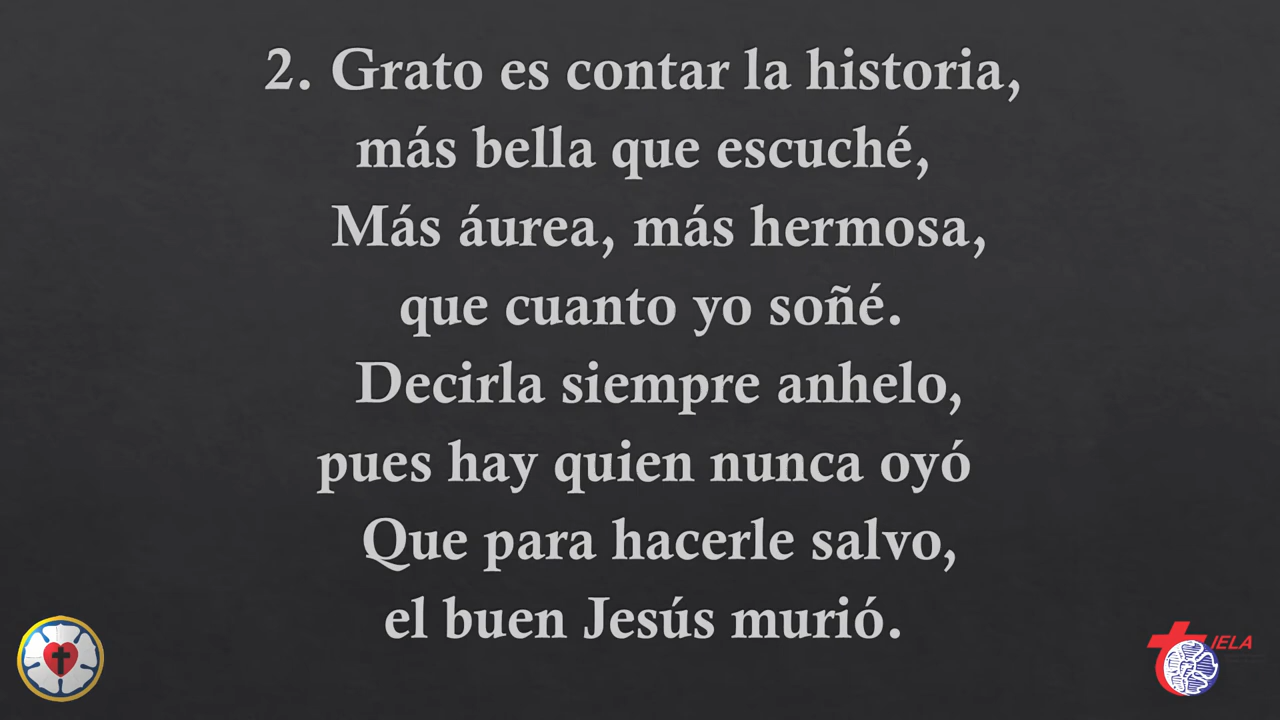 2. Grato es contar la historia,
más bella que escuché,
Más áurea, más hermosa,
que cuanto yo soñé.
Decirla siempre anhelo,
pues hay quien nunca oyó
Que para hacerle salvo,
el buen Jesús murió.
IELA